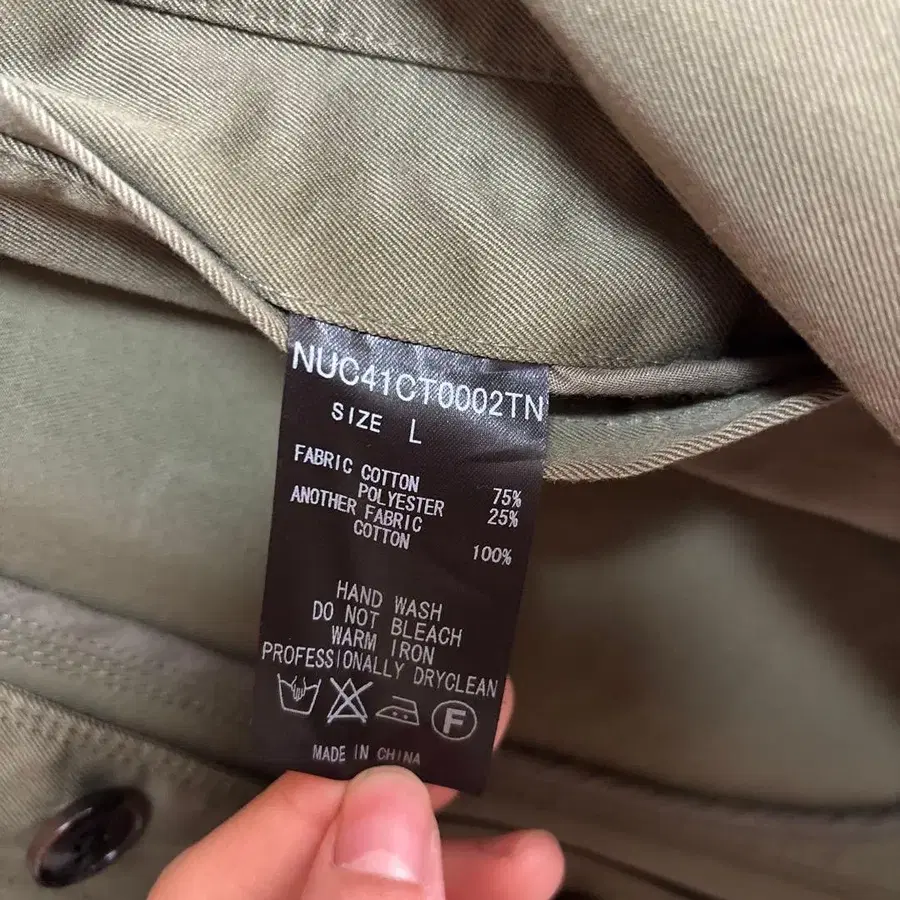 NUC41CT0002TN
SIZE L
FABRIC COTTON 75%
POLYESTER 25%
ANOTHER FABRIC
COTTON 100%
HAND WASH
DO NOT BLEACH
WARM IRON
PROFESSIONALLY DRYCLEAN
F
MADE IN CHINA